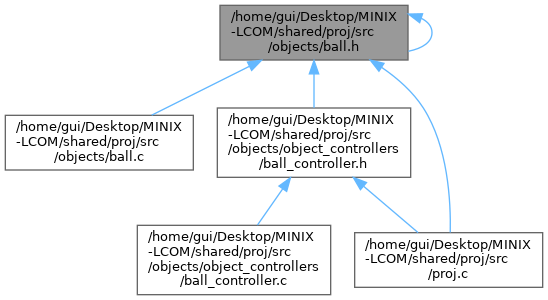 /home/gui/Desktop/MINIX
-LCOM/shared/proj/src
/objects/ball.h
/home/gui/Desktop/MINIX
-LCOM/shared/proj/src
/objects/ball.c
/home/gui/Desktop/MINIX
-LCOM/shared/proj/src
/objects/object_controllers
/ball_controller.h
/home/gui/Desktop/MINIX
-LCOM/shared/proj/src
/objects/object_controllers
/ball_controller.c
/home/gui/Desktop/MINIX
-LCOM/shared/proj/src
/proj.c